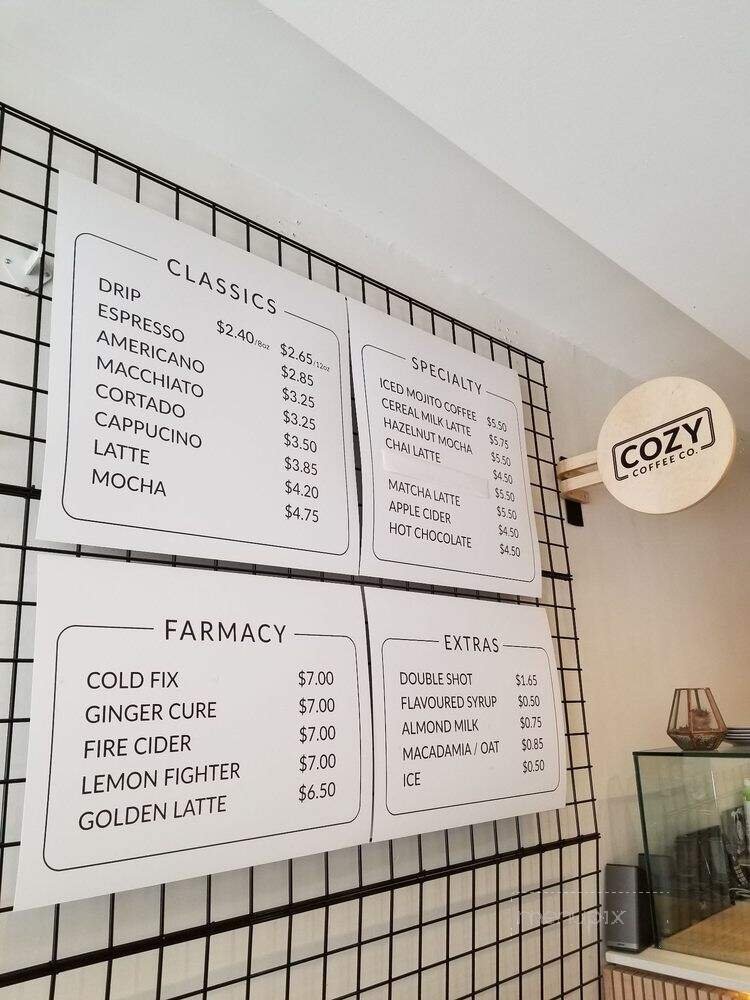 CLASSICS
DRIP $2.40/8oz $2.65/12oz
ESPRESSO $2.85
AMERICANO $3.25
MACCHIATO $3.25
CORTADO $3.50
CAPPUCINO $3.85
LATTE $4.20
MOCHA $4.75
SPECIALTY
ICED MOJITO COFFEE $5.50
CEREAL MILK LATTE $5.75
HAZELNUT MOCHA $5.50
CHAI LATTE $4.50
$5.50
MATCHA LATTE $5.50
APPLE CIDER $4.50
HOT CHOCOLATE $4.50
COZY
COFFEE CO.
FARMACY
COLD FIX $7.00
GINGER CURE $7.00
FIRE CIDER $7.00
LEMON FIGHTER $7.00
GOLDEN LATTE $6.50
EXTRAS
DOUBLE SHOT $1.65
FLAVOURED SYRUP $0.50
ALMOND MILK $0.75
MACADAMIA / OAT $0.85
ICE $0.50
menupix